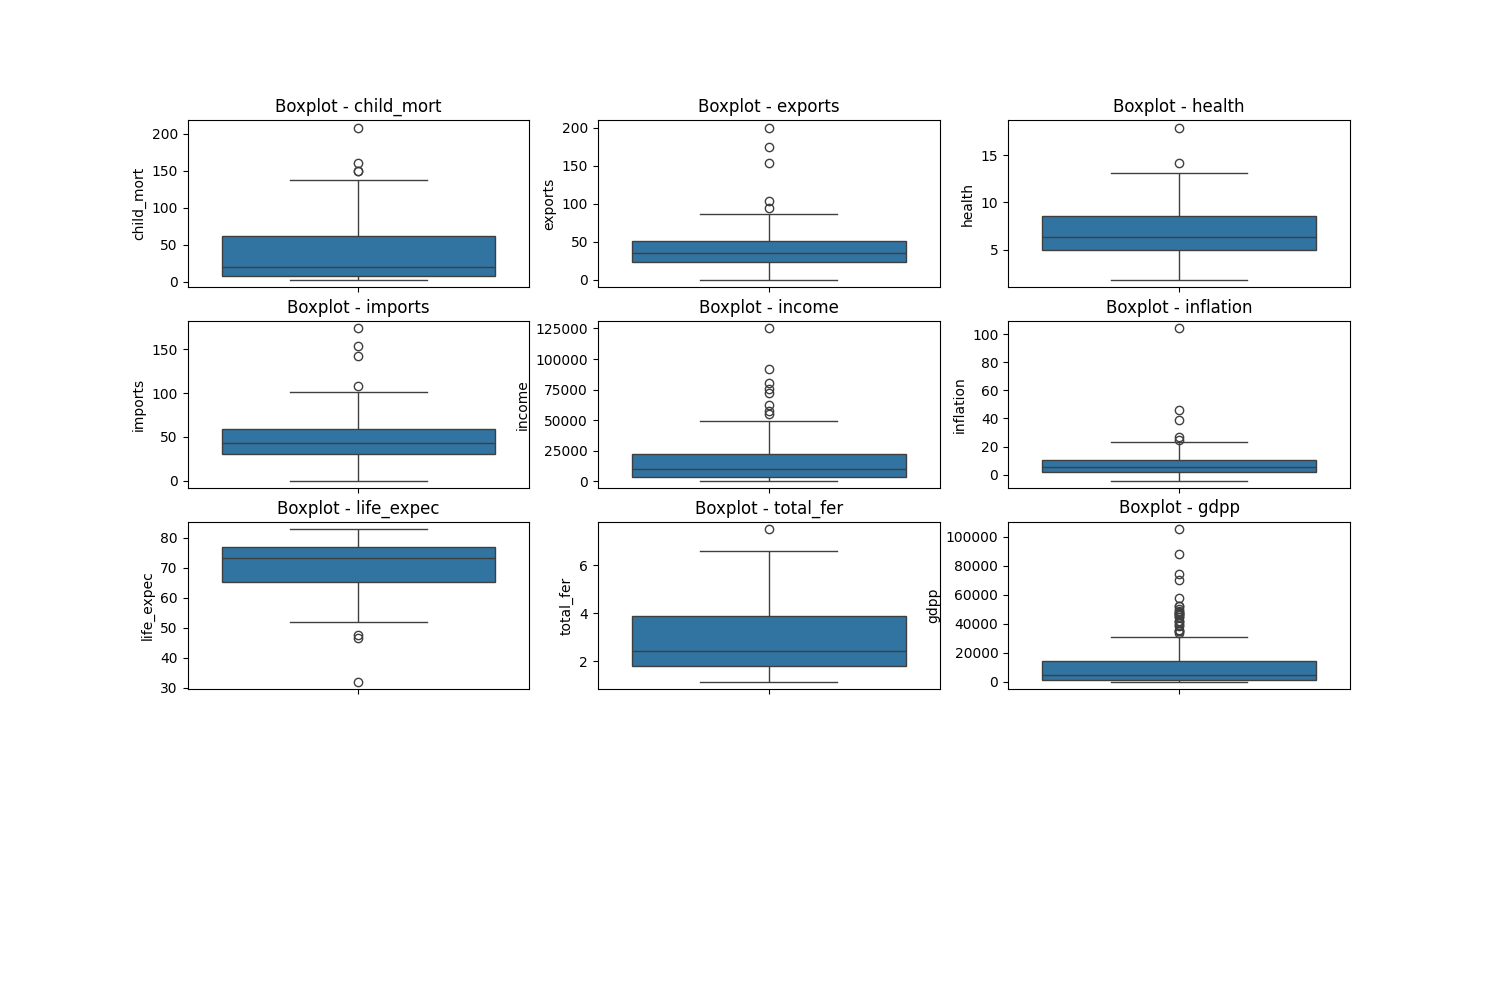 Boxplot - child_mort
child_mort
200
150
100
50
0
Boxplot - exports
exports
200
150
100
50
0
Boxplot - health
health
15
10
5
Boxplot - imports
imports
150
100
50
0
Boxplot - income
income
125000
100000
75000
50000
25000
0
Boxplot - inflation
inflation
100
80
60
40
20
0
Boxplot - life_expec
life_expec
80
70
60
50
40
30
Boxplot - total_fer
total_fer
6
4
2
Boxplot - gdpp
gdpp
100000
80000
60000
40000
20000
0